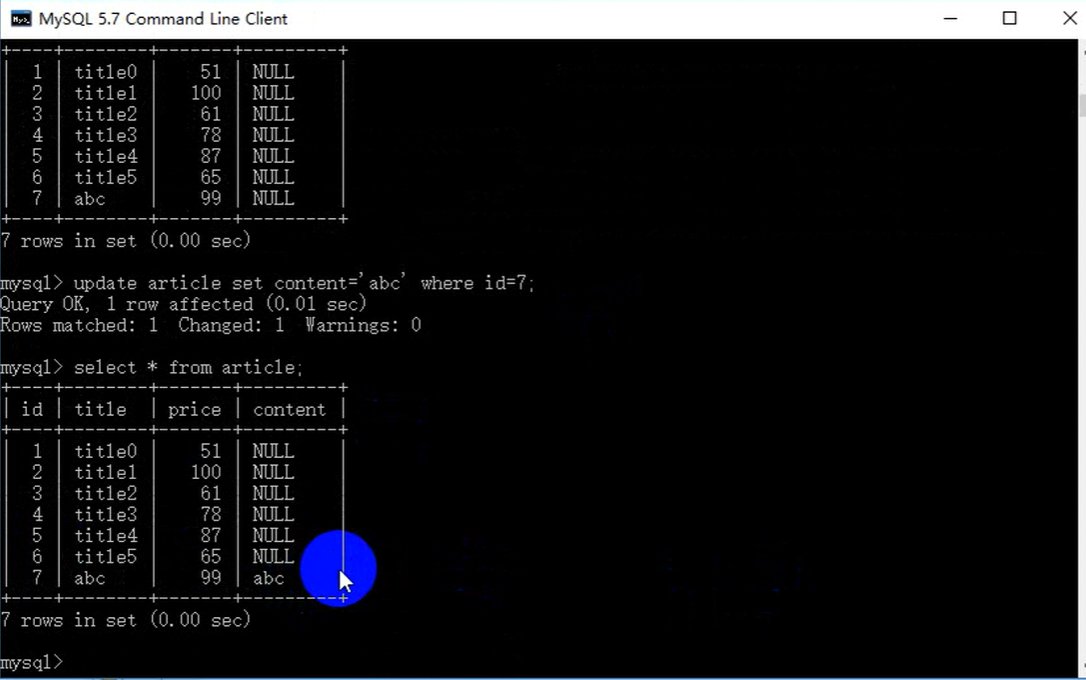 MySQL 5.7 Command Line Client
+----+--------+-------+---------+
|  1 | title0 |    51 | NULL    |
|  2 | title1 |   100 | NULL    |
|  3 | title2 |    61 | NULL    |
|  4 | title3 |    78 | NULL    |
|  5 | title4 |    87 | NULL    |
|  6 | title5 |    65 | NULL    |
|  7 | abc    |    99 | NULL    |
+----+--------+-------+---------+
7 rows in set (0.00 sec)
mysql> update article set content='abc' where id=7;
Query OK, 1 row affected (0.01 sec)
Rows matched: 1  Changed: 1  Warnings: 0
mysql> select * from article;
+----+--------+-------+---------+
| id | title  | price | content |
+----+--------+-------+---------+
|  1 | title0 |    51 | NULL    |
|  2 | title1 |   100 | NULL    |
|  3 | title2 |    61 | NULL    |
|  4 | title3 |    78 | NULL    |
|  5 | title4 |    87 | NULL    |
|  6 | title5 |    65 | NULL    |
|  7 | abc    |    99 | abc     |
+----+--------+-------+---------+
7 rows in set (0.00 sec)
mysql>